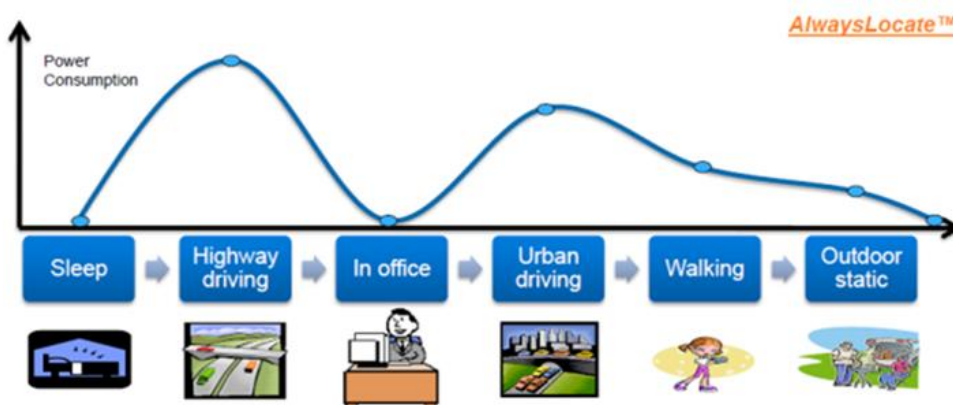 AlwaysLocate™
Power
Consumption
Sleep
Highway
driving
In office
Urban
driving
Walking
Outdoor
static